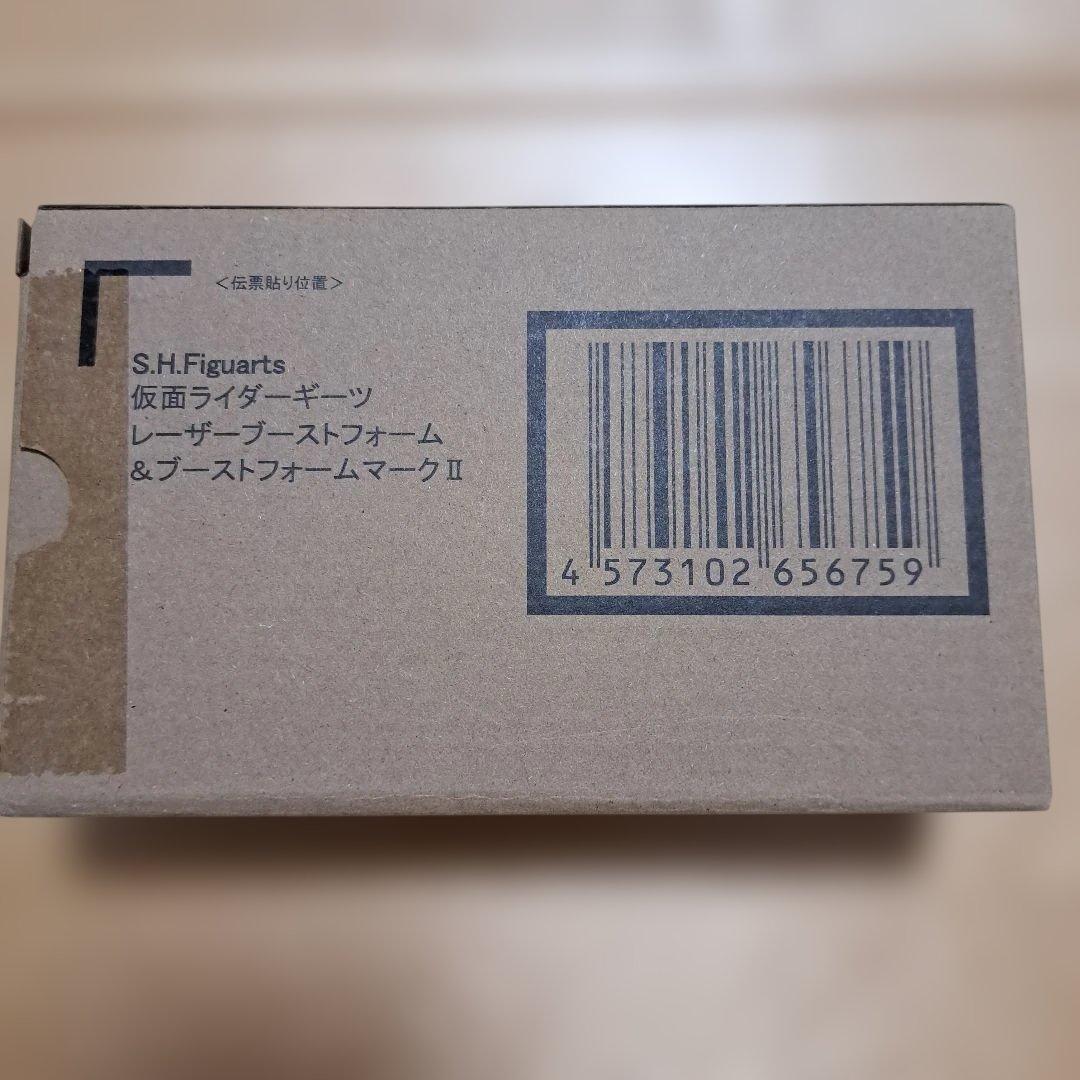 <伝票貼り位置>
S.H.Figuarts
仮面ライダーギーツ
レーザーブーストフォーム
&ブーストフォームマークⅡ
4 573102 656759